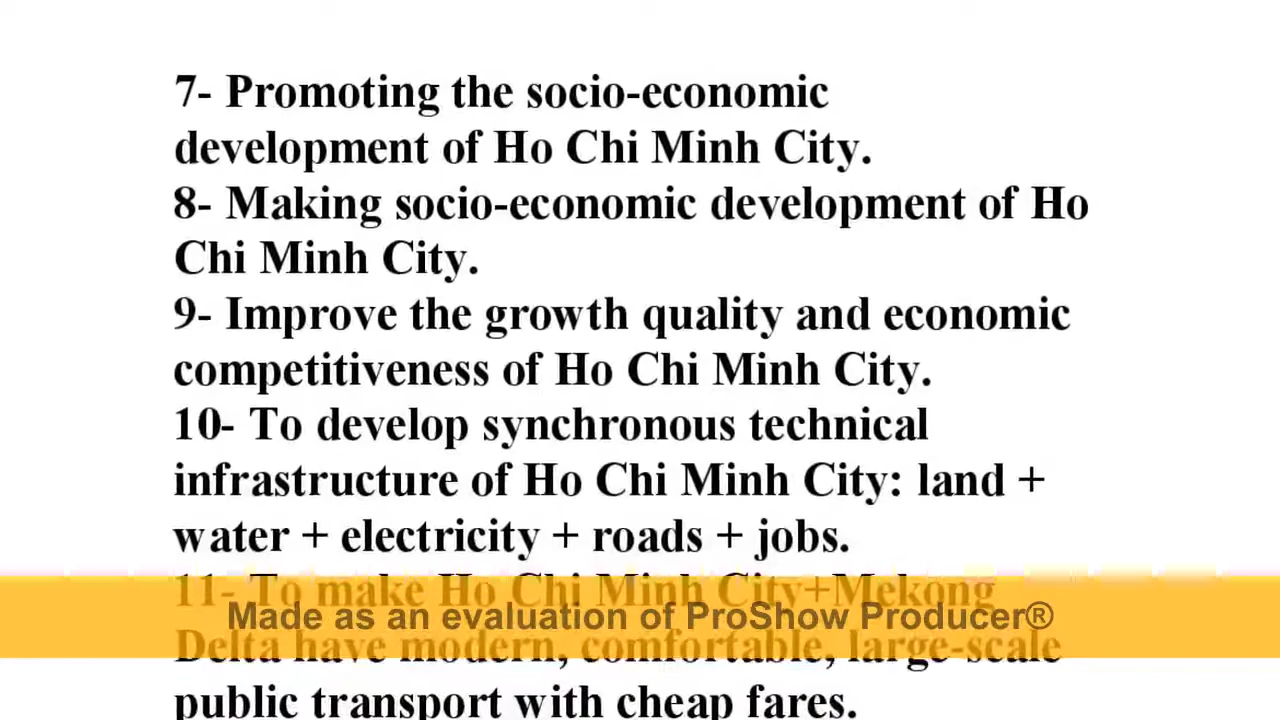 7- Promoting the socio-economic
development of Ho Chi Minh City.
8- Making socio-economic development of Ho
Chi Minh City.
9- Improve the growth quality and economic
competitiveness of Ho Chi Minh City.
10- To develop synchronous technical
infrastructure of Ho Chi Minh City: land +
water + electricity + roads + jobs.
11- To make Ho Chi Minh City+Mekong
Made as an evaluation of ProShow Producer®
Delta have modern, comfortable, large-scale
public transport with cheap fares.